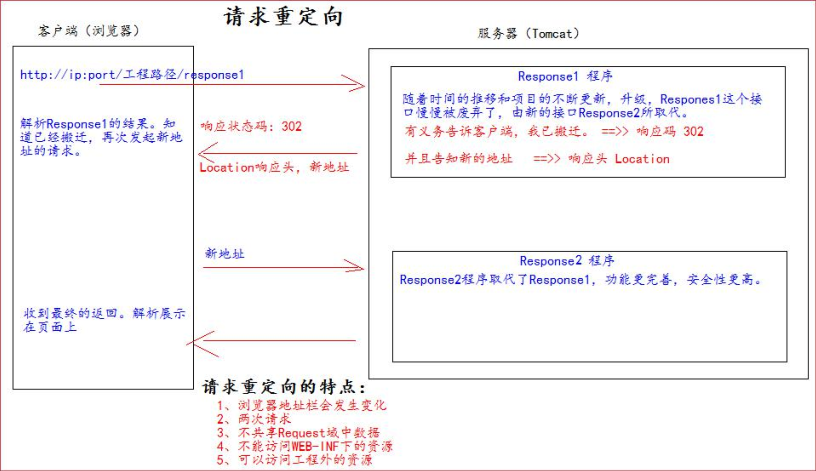 请求重定向
客户端（浏览器）
服务器（Tomcat）
http://ip:port/工程路径/response1
Response1 程序
随着时间的推移和项目的不断更新，升级，Respones1这个接
口慢慢被废弃了，由新的接口Response2所取代。
有义务告诉客户端，我已搬迁。 ==>> 响应码 302
并且告知新的地址 ==>> 响应头 Location
解析Response1的结果。知
道已经搬迁，再次发起新地
址的请求。
响应状态码：302
Location响应头，新地址
新地址
Response2 程序
Response2程序取代了Response1，功能更完善，安全性更高。
收到最终的返回。解析展示
在页面上
请求重定向的特点：
1、浏览器地址栏会发生变化
2、两次请求
3、不共享Request域中数据
4、不能访问WEB-INF下的资源
5、可以访问工程外的资源